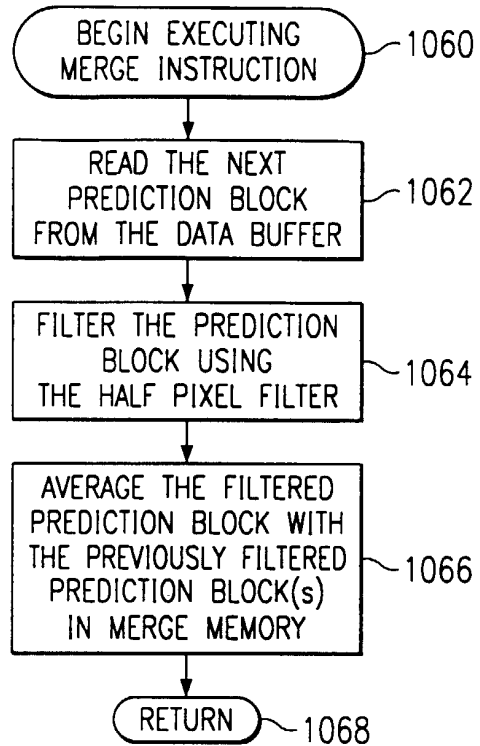 BEGIN EXECUTING
MERGE INSTRUCTION
1060
READ THE NEXT
PREDICTION BLOCK
FROM THE DATA BUFFER
1062
FILTER THE PREDICTION
BLOCK USING
THE HALF PIXEL FILTER
1064
AVERAGE THE FILTERED
PREDICTION BLOCK WITH
THE PREVIOUSLY FILTERED
PREDICTION BLOCK(s)
IN MERGE MEMORY
1066
RETURN
1068